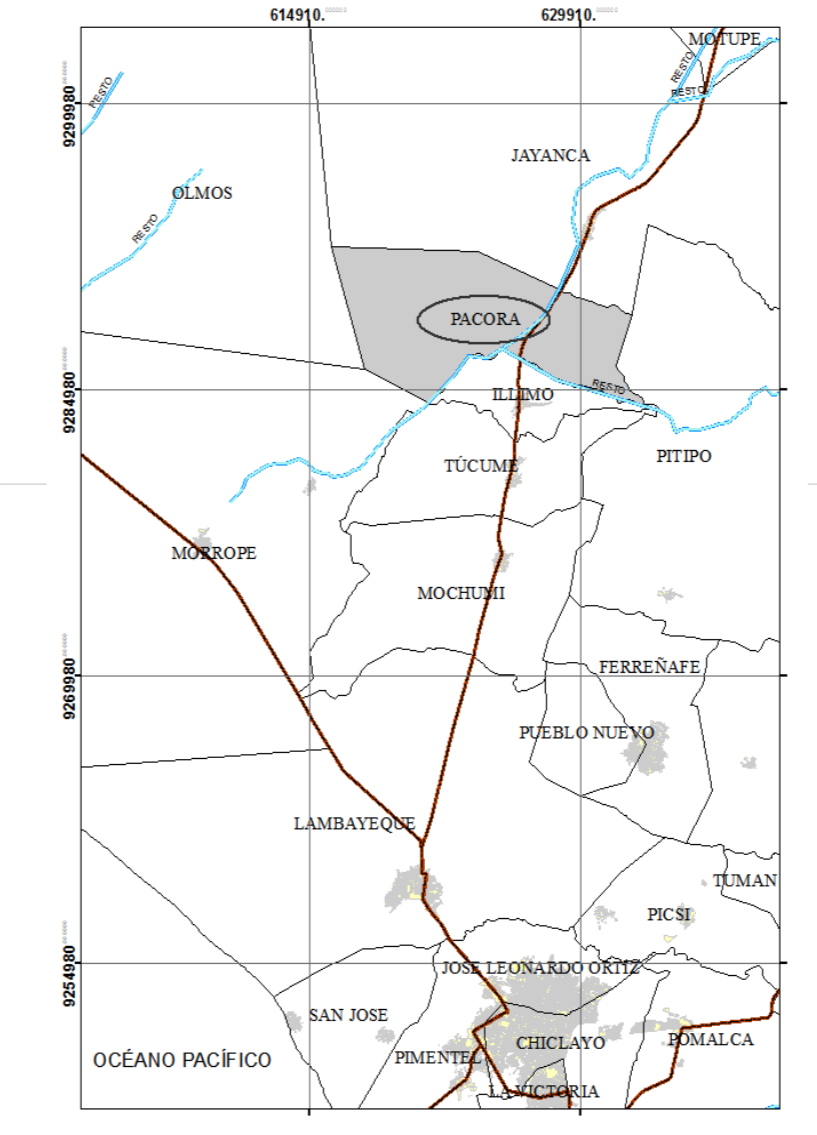 614910.
629910.
MOTUPE
RESTO
RESTO
RESTO
9299980
JAYANCA
OLMOS
RESTO
PACORA
9284980
RESTO
ILLIMO
TÚCUME
PITIPO
MORROPE
MOCHUMI
FERREÑAFE
9269980
PUEBLO NUEVO
LAMBAYEQUE
TUMAN
PICSI
9254980
JOSE LEONARDO ORTIZ
SAN JOSE
CHICLAYO
POMALCA
OCÉANO PACÍFICO
PIMENTEL
LA VICTORIA